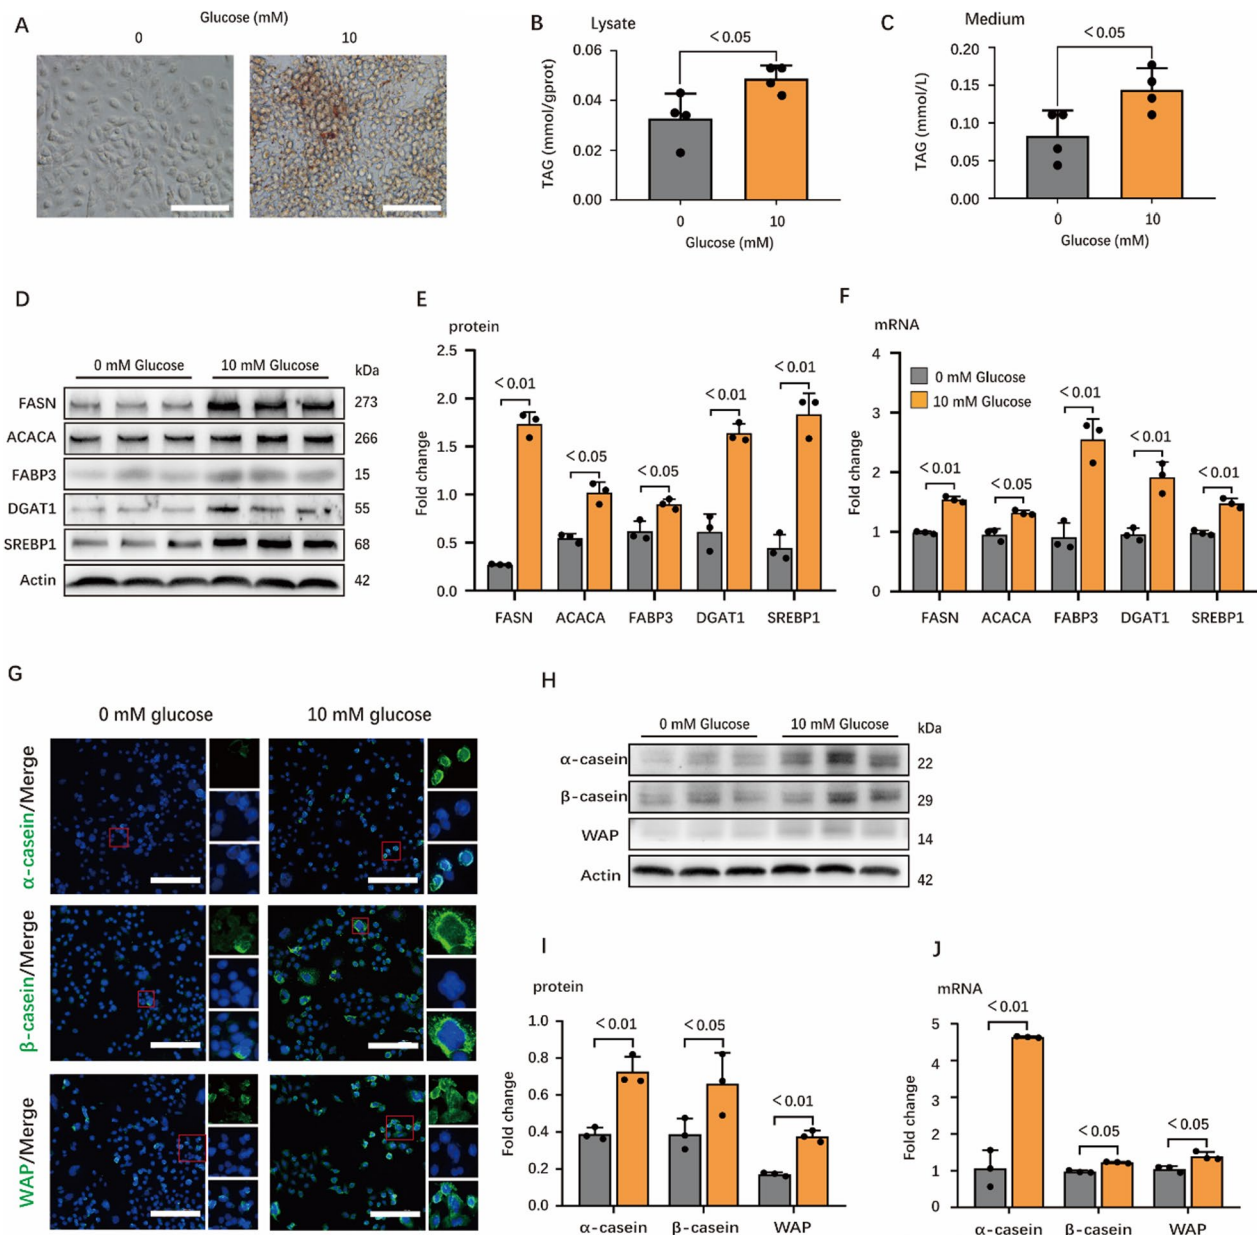 A
Glucose (mM)
0
10
B
Lysate
TAG (mmol/gprot)
0.06
0.04
0.02
0.00
< 0.05
0
10
Glucose (mM)
C
Medium
TAG (mmol/L)
0.20
0.15
0.10
0.05
0.00
< 0.05
0
10
Glucose (mM)
D
0 mM Glucose
10 mM Glucose
kDa
FASN
273
ACACA
266
FABP3
15
DGAT1
55
SREBP1
68
Actin
42
E
protein
Fold change
2.5
2.0
1.5
1.0
0.5
0.0
< 0.01
< 0.05
< 0.05
< 0.01
< 0.01
FASN
ACACA
FABP3
DGAT1
SREBP1
F
mRNA
Fold change
4
3
2
1
0
0 mM Glucose
10 mM Glucose
< 0.01
< 0.05
< 0.01
< 0.01
< 0.01
FASN
ACACA
FABP3
DGAT1
SREBP1
G
0 mM glucose
10 mM glucose
α-casein/Merge
β-casein/Merge
WAP/Merge
H
0 mM Glucose
10 mM Glucose
kDa
α-casein
22
β-casein
29
WAP
14
Actin
42
I
protein
Fold change
1.0
0.8
0.6
0.4
0.2
0.0
< 0.01
< 0.05
< 0.01
α-casein
β-casein
WAP
J
mRNA
Fold change
5
4
2
1
0
< 0.01
< 0.05
< 0.05
α-casein
β-casein
WAP